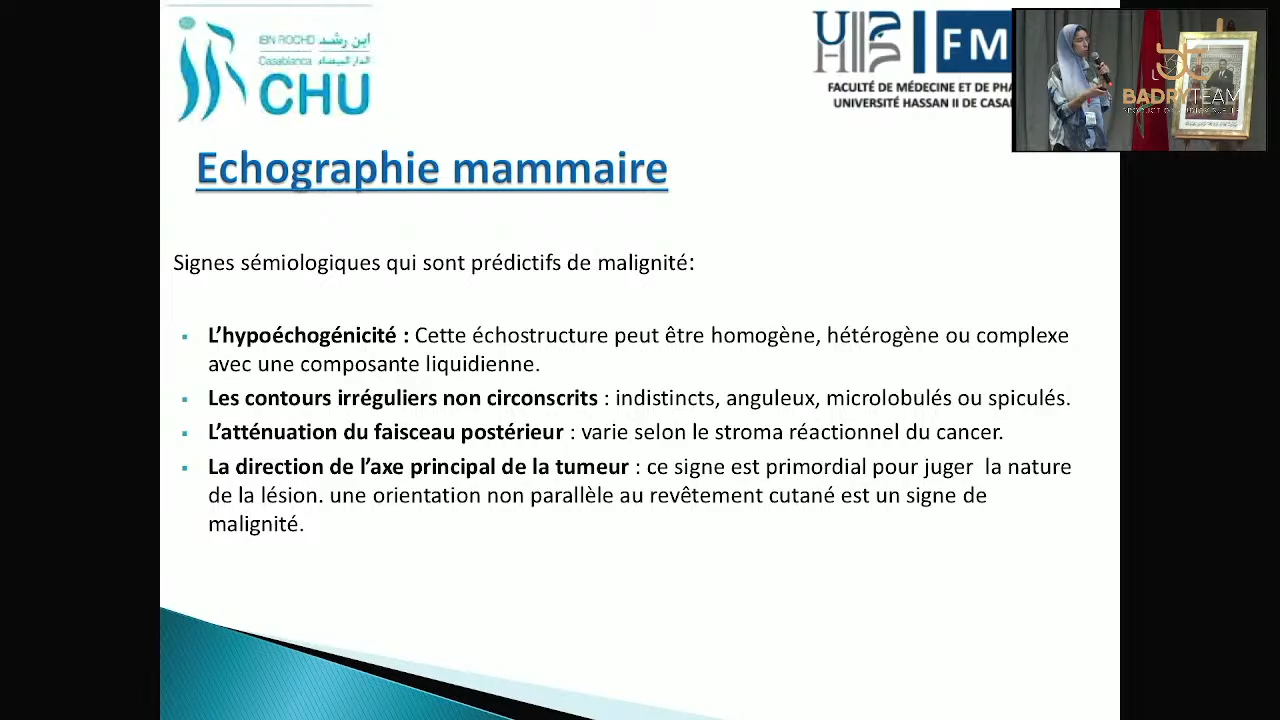 IBN ROCHD ابن رشد
Casablanca الدار البيضاء
CHU
UH
FM
FACULTÉ DE MÉDECINE ET DE PHA
UNIVERSITÉ HASSAN II DE CASA
BADR TEAM
Echographie mammaire
Signes sémiologiques qui sont prédictifs de malignité:
▪ L'hypoéchogénicité : Cette échostructure peut être homogène, hétérogène ou complexe
avec une composante liquidienne.
▪ Les contours irréguliers non circonscrits : indistincts, anguleux, microlobulés ou spiculés.
▪ L'atténuation du faisceau postérieur : varie selon le stroma réactionnel du cancer.
▪ La direction de l'axe principal de la tumeur : ce signe est primordial pour juger la nature
de la lésion. une orientation non parallèle au revêtement cutané est un signe de
malignité.